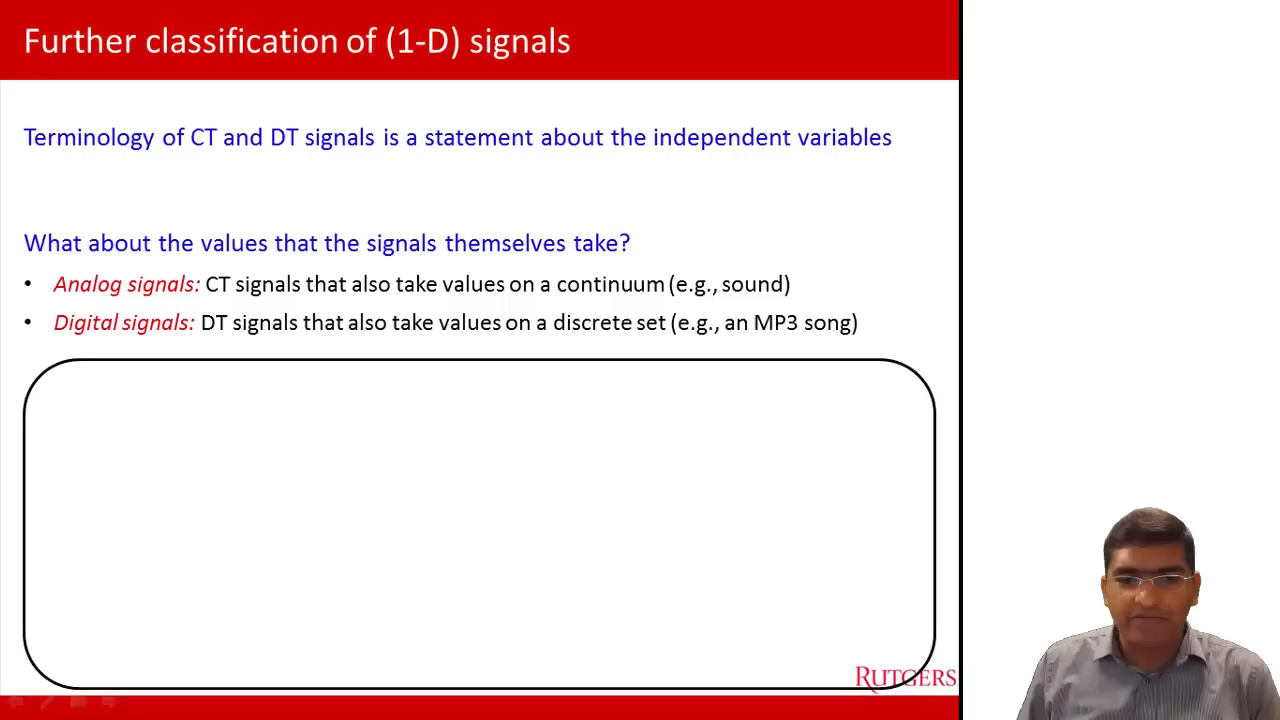 Further classification of (1-D) signals
Terminology of CT and DT signals is a statement about the independent variables
What about the values that the signals themselves take?
• Analog signals: CT signals that also take values on a continuum (e.g., sound)
• Digital signals: DT signals that also take values on a discrete set (e.g., an MP3 song)
RUTGERS